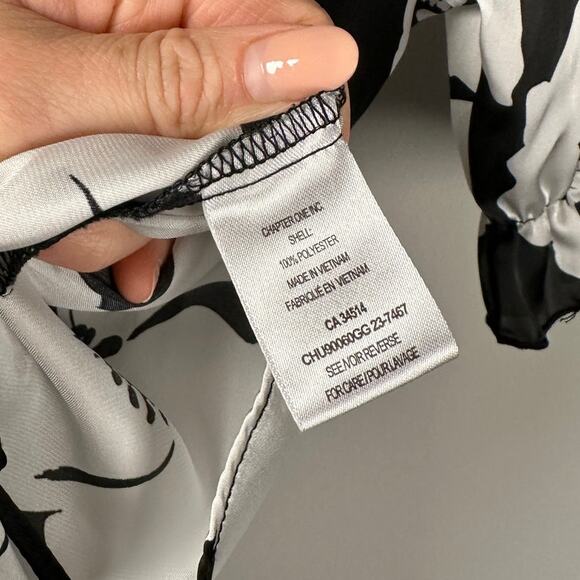 CHAPTER ONE INC.
SHELL:
100% POLYESTER
MADE IN VIETNAM
FABRIQUÉ EN VIETNAM
CA 34514
CHU90060GG 23-7467
SEE/VOIR REVERSE
FOR CARE/POUR LAVAGE